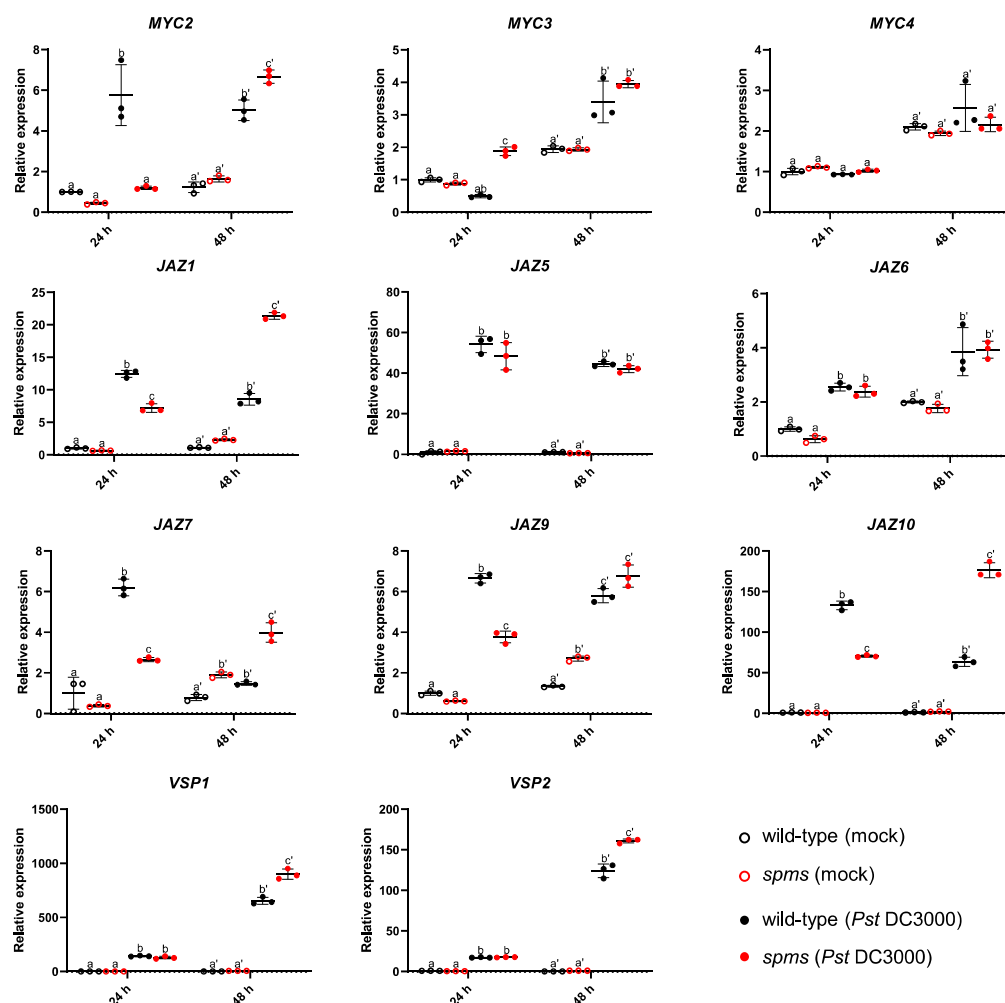 MYC2
MYC3
MYC4
Relative expression
8
6
4
2
0
a
a
b
a
a'
a'
b'
c'
24 h
48 h
Relative expression
5
4
3
2
1
0
a
a
ab
c
a'
a'
b'
b'
24 h
48 h
Relative expression
4
3
2
1
0
a
a
a
a
a'
a'
a'
a'
24 h
48 h
JAZ1
JAZ5
JAZ6
Relative expression
25
20
15
10
5
0
a
a
b
c
a'
a'
b'
c'
24 h
48 h
Relative expression
80
60
40
20
0
a
a
b
b
a'
a'
b'
b'
24 h
48 h
Relative expression
6
4
2
0
a
a
b
b
a'
a'
b'
b'
24 h
48 h
JAZ7
JAZ9
JAZ10
Relative expression
8
6
4
2
0
a
a
b
c
a'
b'
b'
c'
24 h
48 h
Relative expression
8
6
4
2
0
a
a
b
c
a'
b'
c'
c'
24 h
48 h
Relative expression
200
150
100
50
0
a
a
b
c
a'
a'
b'
c'
24 h
48 h
VSP1
VSP2
Relative expression
1500
1000
500
0
a
a
b
b
a'
a'
b'
c'
24 h
48 h
Relative expression
200
150
100
50
0
a
a
b
b
a'
a'
b'
c'
24 h
48 h
wild-type (mock)
spms (mock)
wild-type (Pst DC3000)
spms (Pst DC3000)